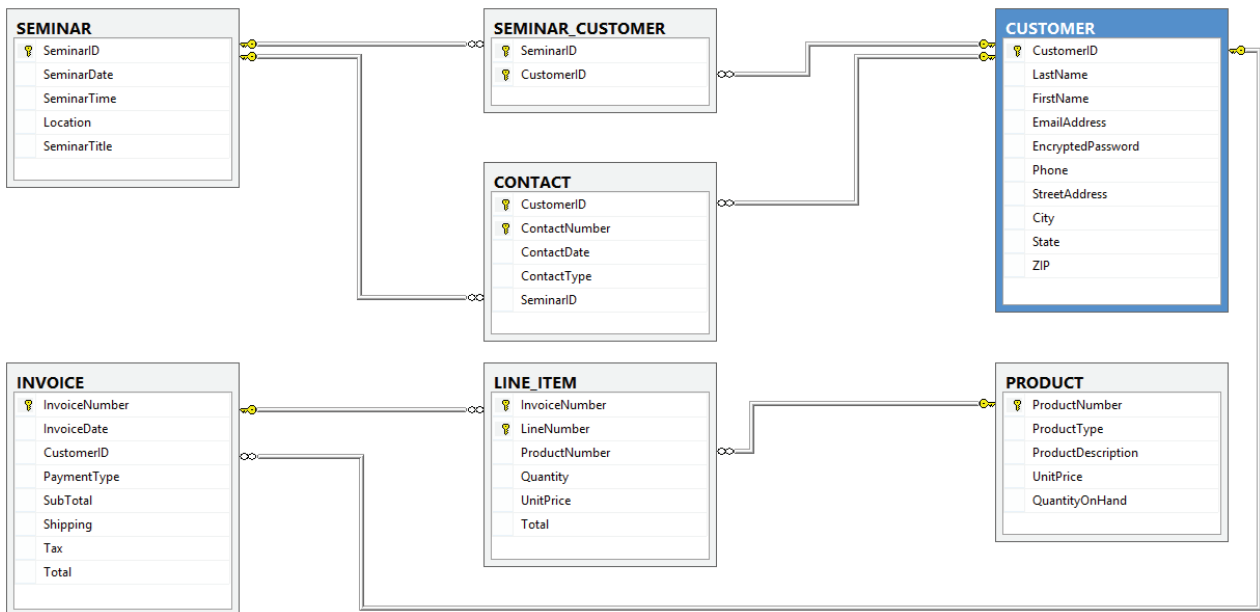 SEMINAR
SeminarID
SeminarDate
SeminarTime
Location
SeminarTitle
SEMINAR_CUSTOMER
SeminarID
CustomerID
CUSTOMER
CustomerID
LastName
FirstName
EmailAddress
EncryptedPassword
Phone
StreetAddress
City
State
ZIP
CONTACT
CustomerID
ContactNumber
ContactDate
ContactType
SeminarID
INVOICE
InvoiceNumber
InvoiceDate
CustomerID
PaymentType
SubTotal
Shipping
Tax
Total
LINE_ITEM
InvoiceNumber
LineNumber
ProductNumber
Quantity
UnitPrice
Total
PRODUCT
ProductNumber
ProductType
ProductDescription
UnitPrice
QuantityOnHand